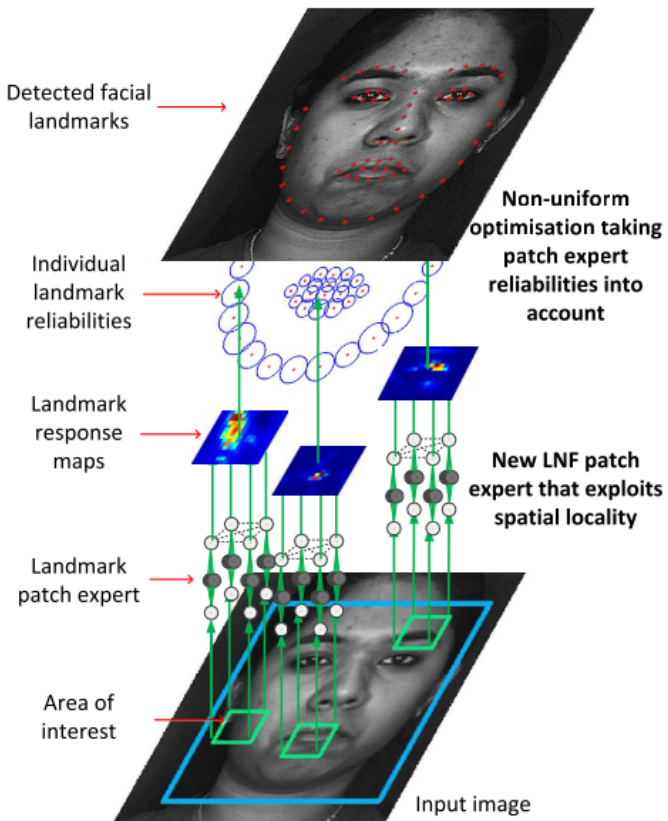 Detected facial
landmarks
Non-uniform
optimisation taking
patch expert
reliabilities into
account
Individual
landmark
reliabilities
Landmark
response
maps
New LNF patch
expert that exploits
spatial locality
Landmark
patch expert
Area of
interest
Input image